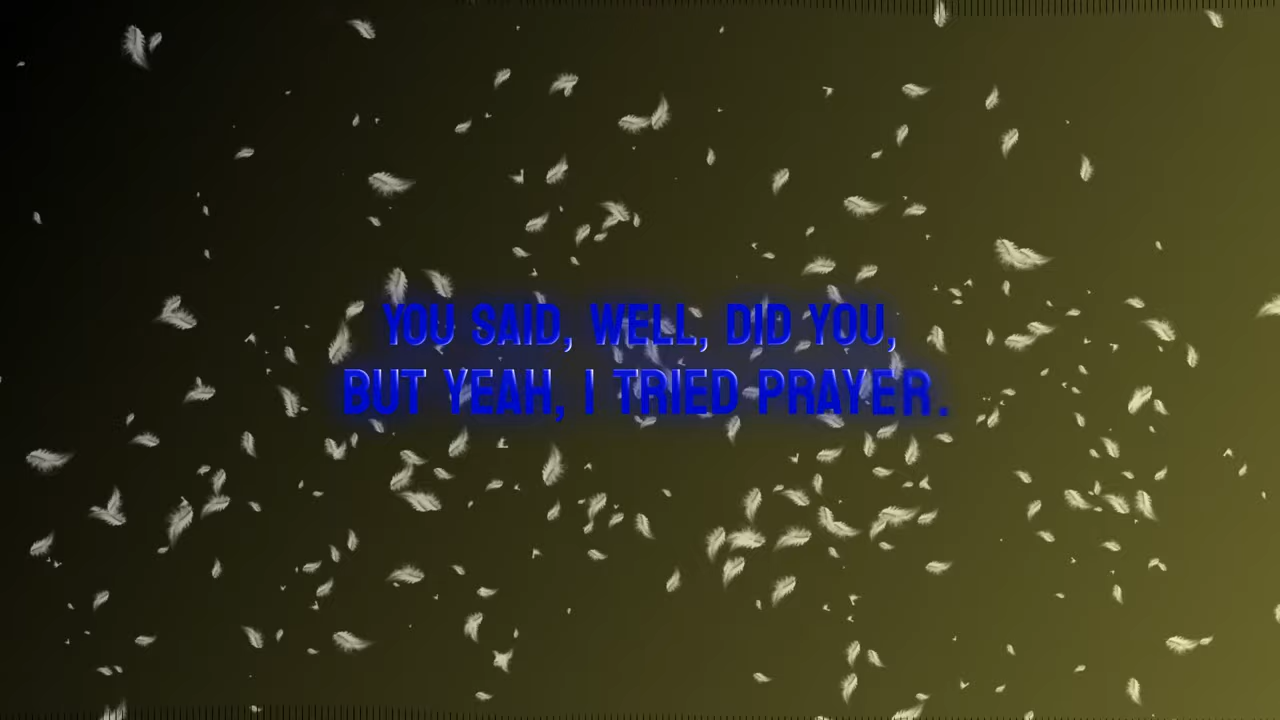 YOU SAID, WELL, DID YOU,
BUT YEAH, I TRIED PRAYER.